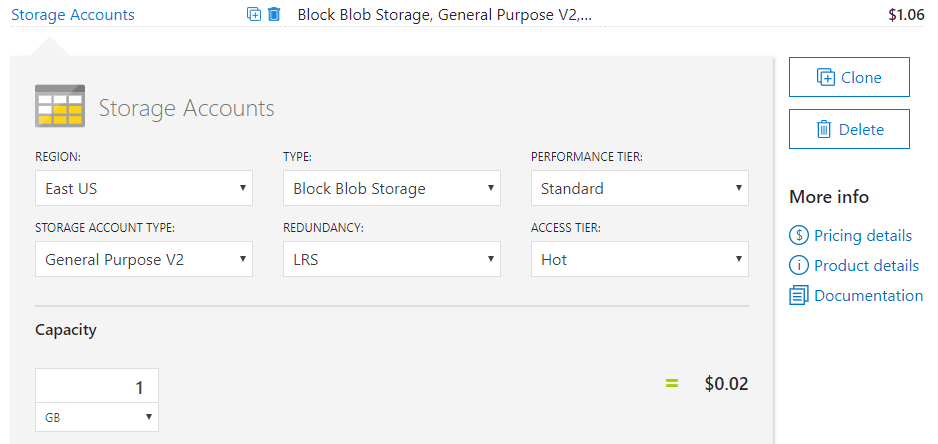 Storage Accounts Block Blob Storage, General Purpose V2,... $1.06
Clone
Storage Accounts
Delete
REGION: TYPE: PERFORMANCE TIER:
East US Block Blob Storage Standard
More info
STORAGE ACCOUNT TYPE: REDUNDANCY: ACCESS TIER:
Pricing details
General Purpose V2 LRS Hot
Product details
Documentation
Capacity
1 = $0.02
GB